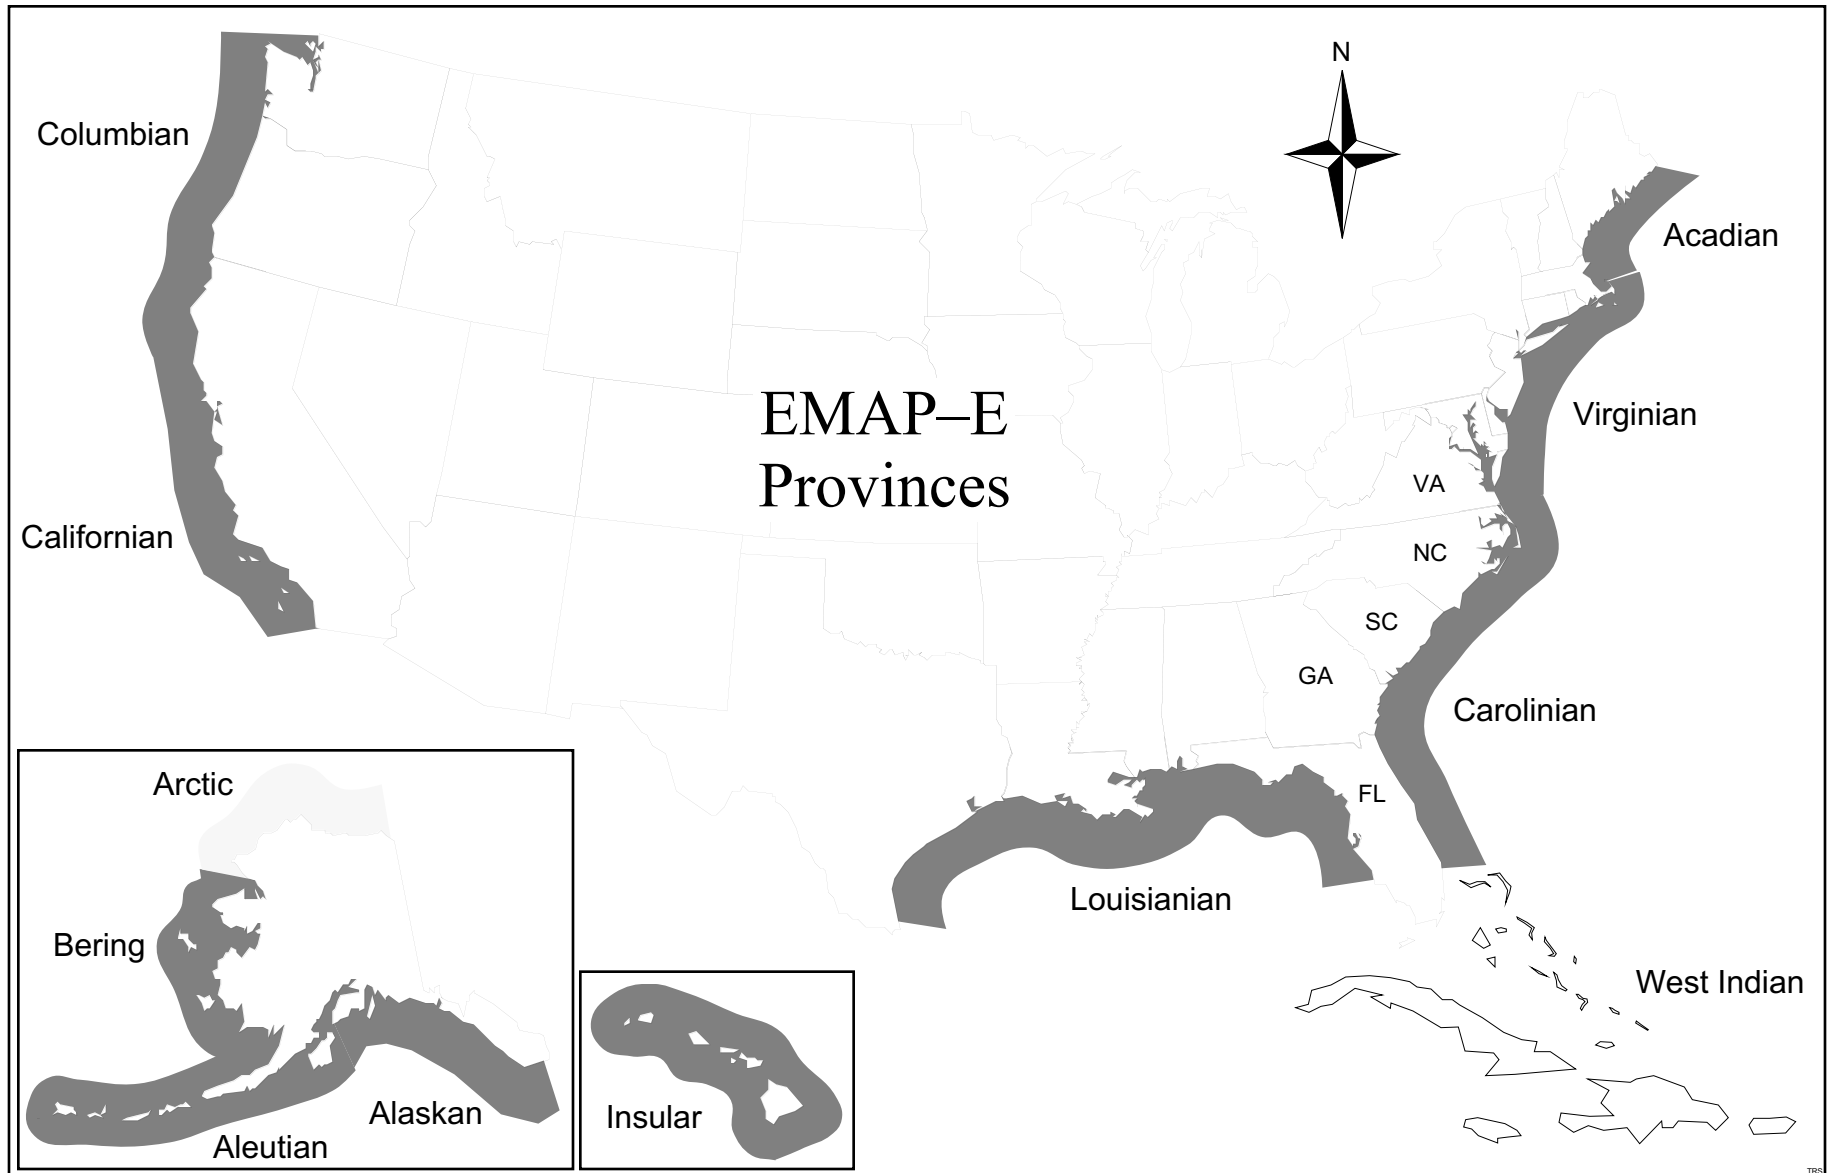 N
Columbian
Acadian
EMAP–E
Provinces
Virginian
VA
Californian
NC
SC
GA
Carolinian
Arctic
FL
Louisianian
Bering
West Indian
Alaskan
Insular
Aleutian
TRS